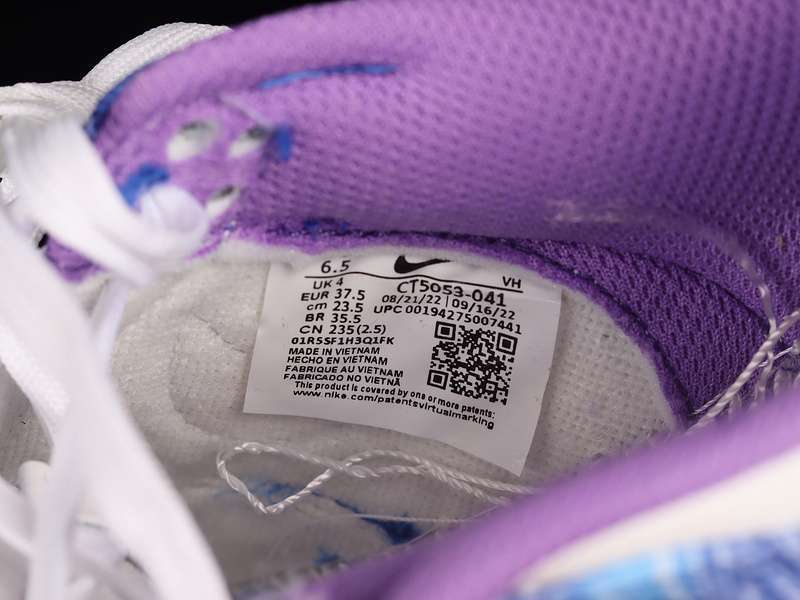 6.5 VH
UK 4 CT5053-041
EUR 37.5 08/21/22 | 09/16/22
cm 23.5 UPC 00194275007441
BR 35.5
CN 235(2.5)
01R5SF1H3Q1FK
MADE IN VIETNAM
HECHO EN VIETNAM
FABRIQUE AU VIETNAM
FABRICADO NO VIETNÃ
This product is covered by one or more patents:
www.nike.com/patentsvirtualmarking